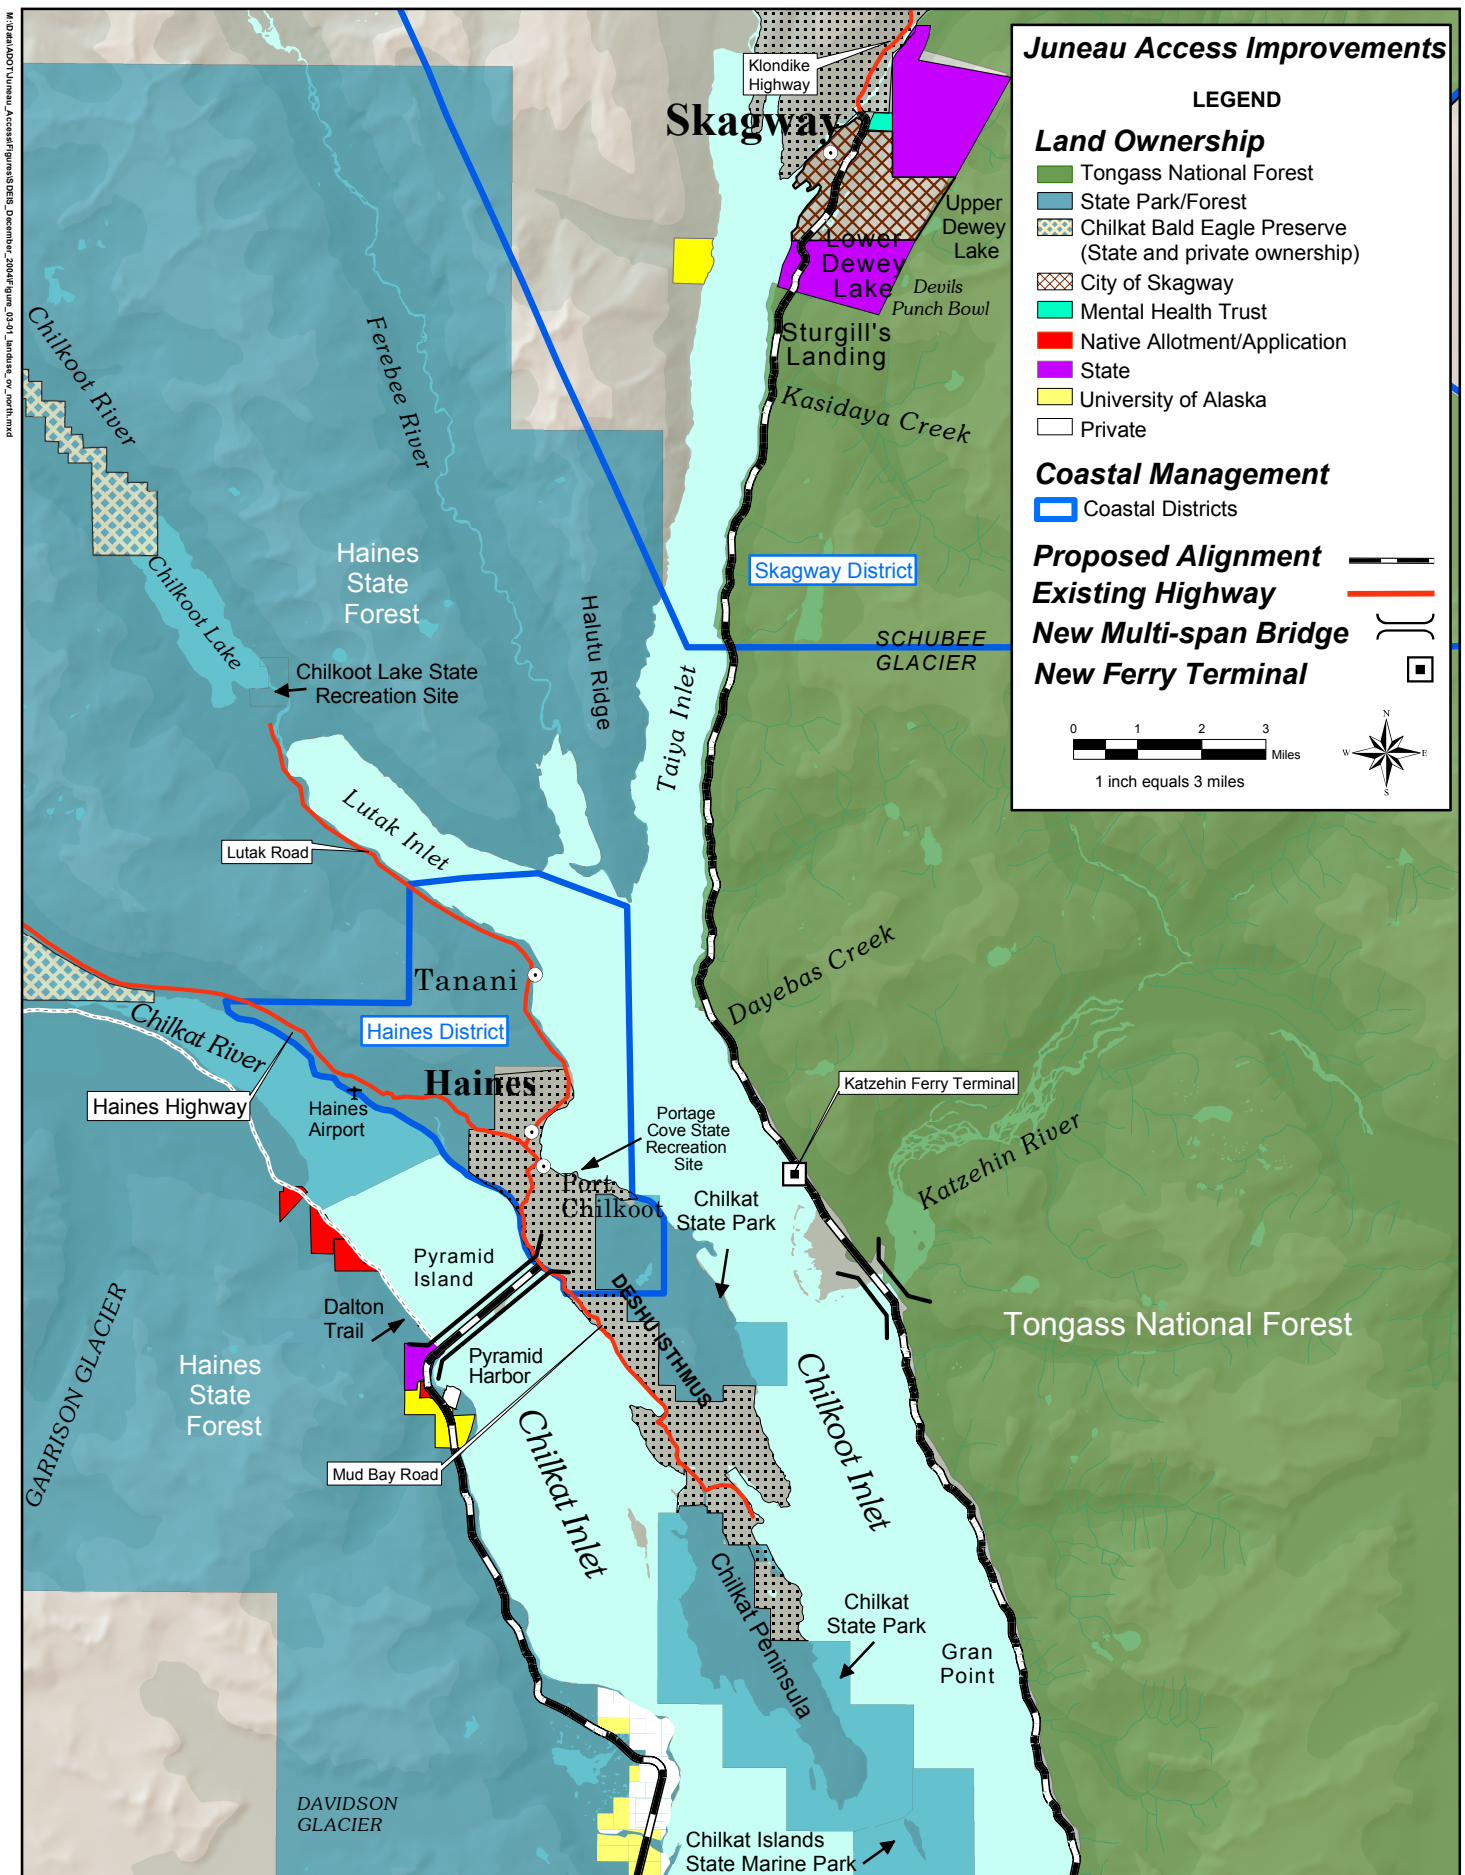 M:\Data\ADOT\Juneau_Access\Figures\SDEIS_December_2004\Figure_03-01_landuse_ov_north.mxd
Juneau Access Improvements
LEGEND
Land Ownership
Tongass National Forest
State Park/Forest
Chilkat Bald Eagle Preserve
(State and private ownership)
City of Skagway
Mental Health Trust
Native Allotment/Application
State
University of Alaska
Private
Coastal Management
Coastal Districts
Proposed Alignment
Existing Highway
New Multi-span Bridge
New Ferry Terminal
0 1 2 3
Miles
1 inch equals 3 miles
N
W
E
S
Klondike
Highway
Skagway
Upper
Dewey
Lake
Lower
Dewey
Lake
Devils
Punch Bowl
Sturgill's
Landing
Kasidaya Creek
Chilkoot River
Ferebee River
Haines
State
Forest
Skagway District
Chilkoot Lake
Halutu Ridge
SCHUBEE
GLACIER
Chilkoot Lake State
Recreation Site
Taiya Inlet
Lutak Inlet
Lutak Road
Dayebas Creek
Tanani
Chilkat River
Haines District
Haines
Katzehin Ferry Terminal
Haines Highway
Haines
Airport
Portage
Cove State
Recreation
Site
Katzehin River
Port
Chilkoot
Chilkat
State Park
Pyramid
Island
DESHU ISTHMUS
Dalton
Trail
Tongass National Forest
GARRISON GLACIER
Haines
State
Forest
Pyramid
Harbor
Chilkoot Inlet
Chilkat Inlet
Mud Bay Road
Chilkat Peninsula
Chilkat
State Park
Gran
Point
DAVIDSON
GLACIER
Chilkat Islands
State Marine Park